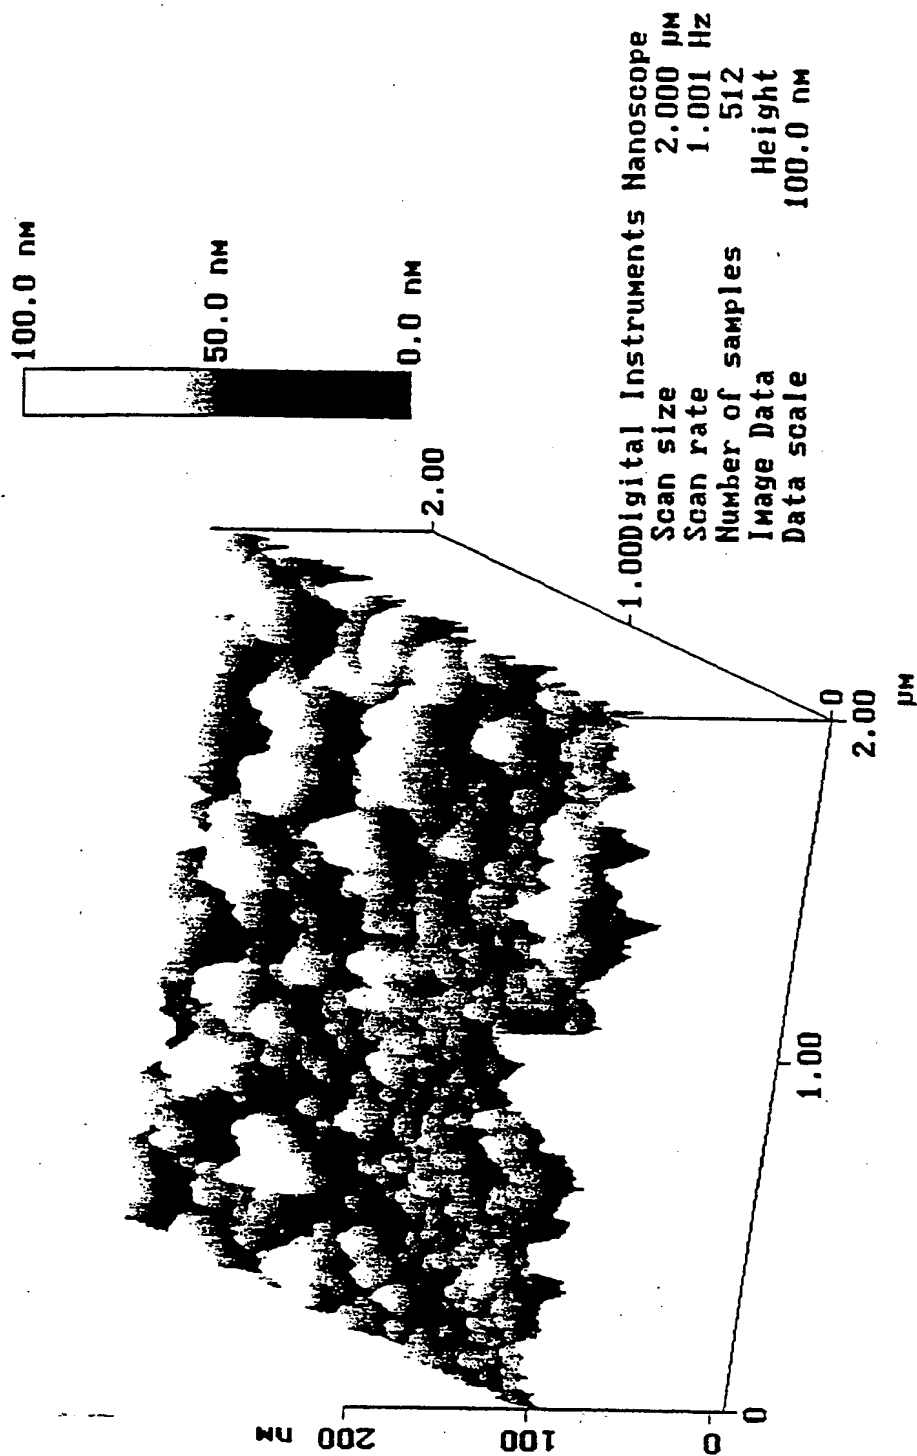 100.0 nm
50.0 nm
0.0 nm
2.00
1.00
0
2.00
µm
1.00
0
200
nm
100
0
Digital Instruments Nanoscope
Scan size 2.000 µm
Scan rate 1.001 Hz
Number of samples 512
Image Data Height
Data scale 100.0 nm